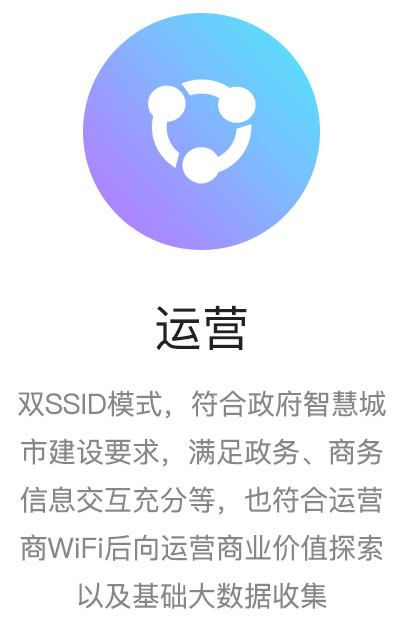 运营
双SSID模式，符合政府智慧城
市建设要求，满足政务、商务
信息交互充分等，也符合运营
商WiFi后向运营商业价值探索
以及基础大数据收集